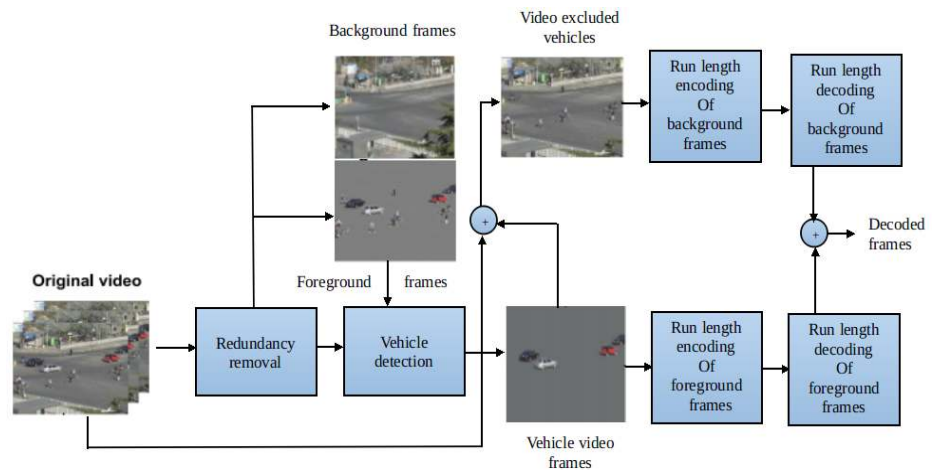 Background frames
Video excluded
vehicles
Run length
encoding
Of
background
frames
Run length
decoding
Of
background
frames
+
+
Decoded
frames
Original video
Foreground frames
Redundancy
removal
Vehicle
detection
Run length
encoding
Of
foreground
frames
Run length
decoding
Of
foreground
frames
Vehicle video
frames